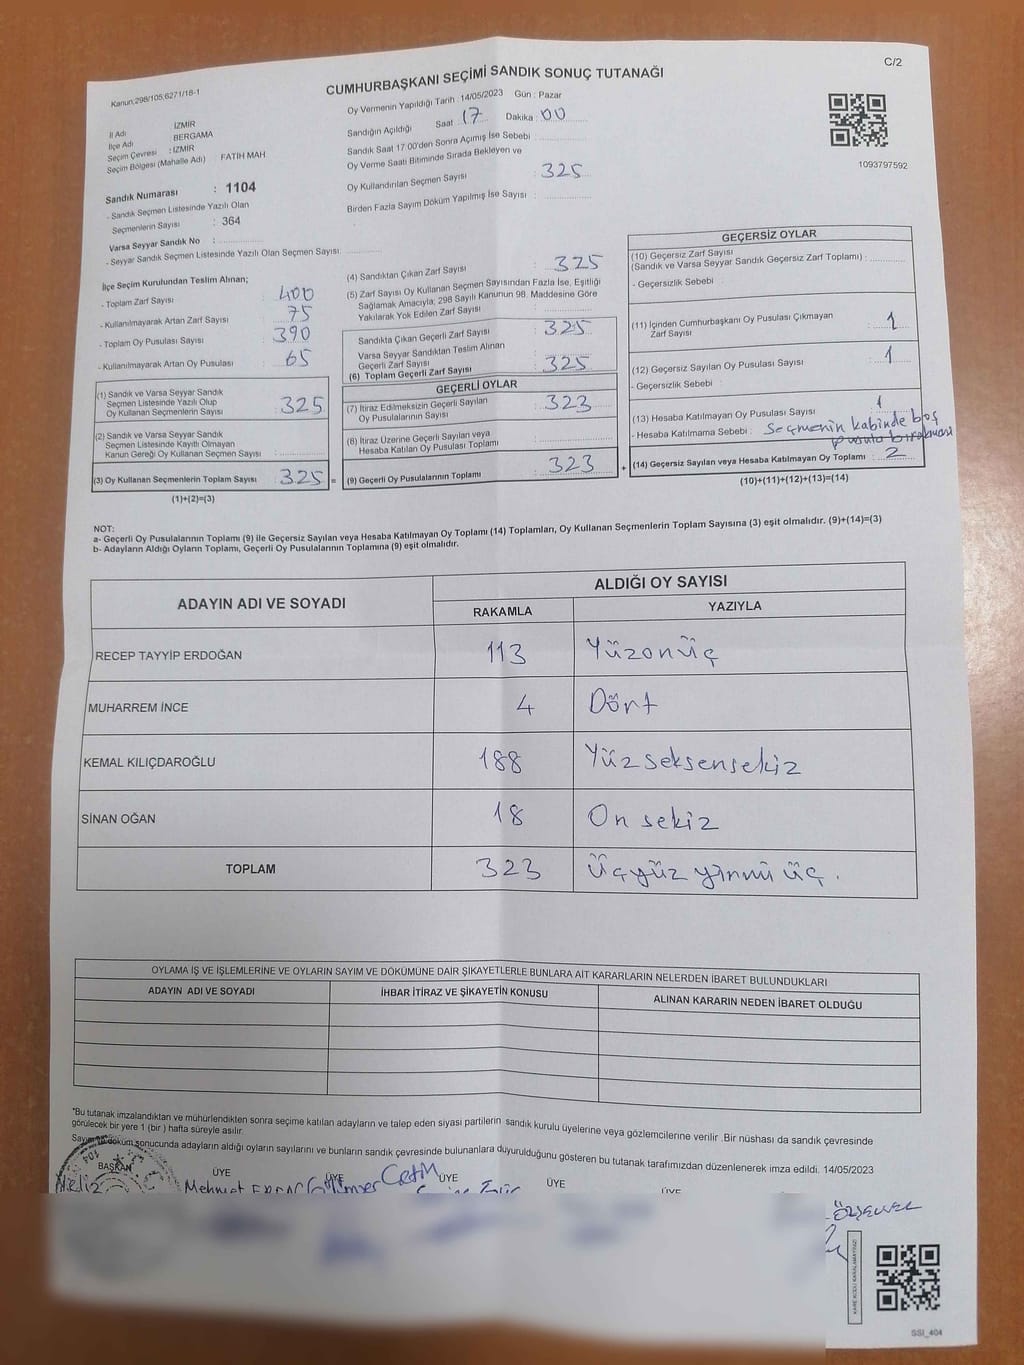 C/2
Kanun;298/105;6271/18-1
CUMHURBAŞKANI SEÇİMİ SANDIK SONUÇ TUTANAĞI
İl Adı : İZMİR
İlçe Adı : BERGAMA
Seçim Çevresi : İZMİR
Seçim Bölgesi (Mahalle Adı) FATİH MAH
Sandık Numarası : 1104
- Sandık Seçmen Listesinde Yazılı Olan
Seçmenlerin Sayısı : 364
Varsa Seyyar Sandık No :
- Seyyar Sandık Seçmen Listesinde Yazılı Olan Seçmen Sayısı:
Oy Vermenin Yapıldığı Tarih : 14/05/2023 Gün : Pazar
Sandığın Açıldığı Saat 17 Dakika 00
Sandık Saat 17:00'den Sonra Açımış İse Sebebi
Oy Verme Saati Bitiminde Sırada Bekleyen ve
Oy Kullandırılan Seçmen Sayısı : 325
Birden Fazla Sayım Döküm Yapılmış İse Sayısı :
1093797592
İlçe Seçim Kurulundan Teslim Alınan;
- Toplam Zarf Sayısı : 400
- Kullanılmayarak Artan Zarf Sayısı : 75
- Toplam Oy Pusulası Sayısı : 390
- Kullanılmayarak Artan Oy Pusulası : 65
(1) Sandık ve Varsa Seyyar Sandık
Seçmen Listesinde Yazılı Olup
Oy Kullanan Seçmenlerin Sayısı : 325
(2) Sandık ve Varsa Seyyar Sandık
Seçmen Listesinde Kayıtlı Olmayan
Kanun Gereği Oy Kullanan Seçmen Sayısı :
(3) Oy Kullanan Seçmenlerin Toplam Sayısı : 325 =
(1)+(2)=(3)
(4) Sandıktan Çıkan Zarf Sayısı : 325
(5) Zarf Sayısı Oy Kullanan Seçmen Sayısından Fazla İse, Eşitliği
Sağlamak Amacıyla; 298 Sayılı Kanunun 98. Maddesine Göre
Yakılarak Yok Edilen Zarf Sayısı :
Sandıkta Çıkan Geçerli Zarf Sayısı : 325
Varsa Seyyar Sandıktan Teslim Alınan
Geçerli Zarf Sayısı
(6) Toplam Geçerli Zarf Sayısı : 325
GEÇERLİ OYLAR
(7) İtiraz Edilmeksizin Geçerli Sayılan
Oy Pusulalarının Sayısı : 323
(8) İtiraz Üzerine Geçerli Sayılan veya
Hesaba Katılan Oy Pusulası Toplamı :
(9) Geçerli Oy Pusulalarının Toplamı : 323 +
GEÇERSİZ OYLAR
(10) Geçersiz Zarf Sayısı
(Sandık ve Varsa Seyyar Sandık Geçersiz Zarf Toplamı) :
- Geçersizlik Sebebi :
(11) İçinden Cumhurbaşkanı Oy Pusulası Çıkmayan
Zarf Sayısı : 1
(12) Geçersiz Sayılan Oy Pusulası Sayısı : 1
- Geçersizlik Sebebi :
(13) Hesaba Katılmayan Oy Pusulası Sayısı : 1
- Hesaba Katılmama Sebebi : Seçmenin kabinde boş
pusula bırakması
(14) Geçersiz Sayılan veya Hesaba Katılmayan Oy Toplamı : 2
(10)+(11)+(12)+(13)=(14)
NOT:
a- Geçerli Oy Pusulalarının Toplamı (9) ile Geçersiz Sayılan veya Hesaba Katılmayan Oy Toplamı (14) Toplamları, Oy Kullanan Seçmenlerin Toplam Sayısına (3) eşit olmalıdır. (9)+(14)=(3)
b- Adayların Aldığı Oyların Toplamı, Geçerli Oy Pusulalarının Toplamına (9) eşit olmalıdır.
ADAYIN ADI VE SOYADI ALDIĞI OY SAYISI
RAKAMLA YAZIYLA
RECEP TAYYİP ERDOĞAN 113 Yüzonüç
MUHARREM İNCE 4 Dört
KEMAL KILIÇDAROĞLU 188 Yüzseksensekiz
SİNAN OĞAN 18 On sekiz
TOPLAM 323 Üçyüz yirmi üç.
OYLAMA İŞ VE İŞLEMLERİNE VE OYLARIN SAYIM VE DÖKÜMÜNE DAİR ŞİKAYETLERLE BUNLARA AİT KARARLARIN NELERDEN İBARET BULUNDUKLARI
ADAYIN ADI VE SOYADI İHBAR İTİRAZ VE ŞİKAYETİN KONUSU ALINAN KARARIN NEDEN İBARET OLDUĞU
*Bu tutanak imzalandıktan ve mühürlendikten sonra seçime katılan adayların ve talep eden siyasi partilerin sandık kurulu üyelerine veya gözlemcilerine verilir .Bir nüshası da sandık çevresinde
görülecek bir yere 1 (bir ) hafta süreyle asılır.
Sayım ve döküm sonucunda adayların aldığı oyların sayılarını ve bunların sandık çevresinde bulunanlara duyurulduğunu gösteren bu tutanak tarafımızdan düzenlenerek imza edildi. 14/05/2023
BAŞKAN ÜYE ÜYE ÜYE ÜYE ÜYE
Mehmet
KARE KODU KARALAMAYINIZ
SSI_404